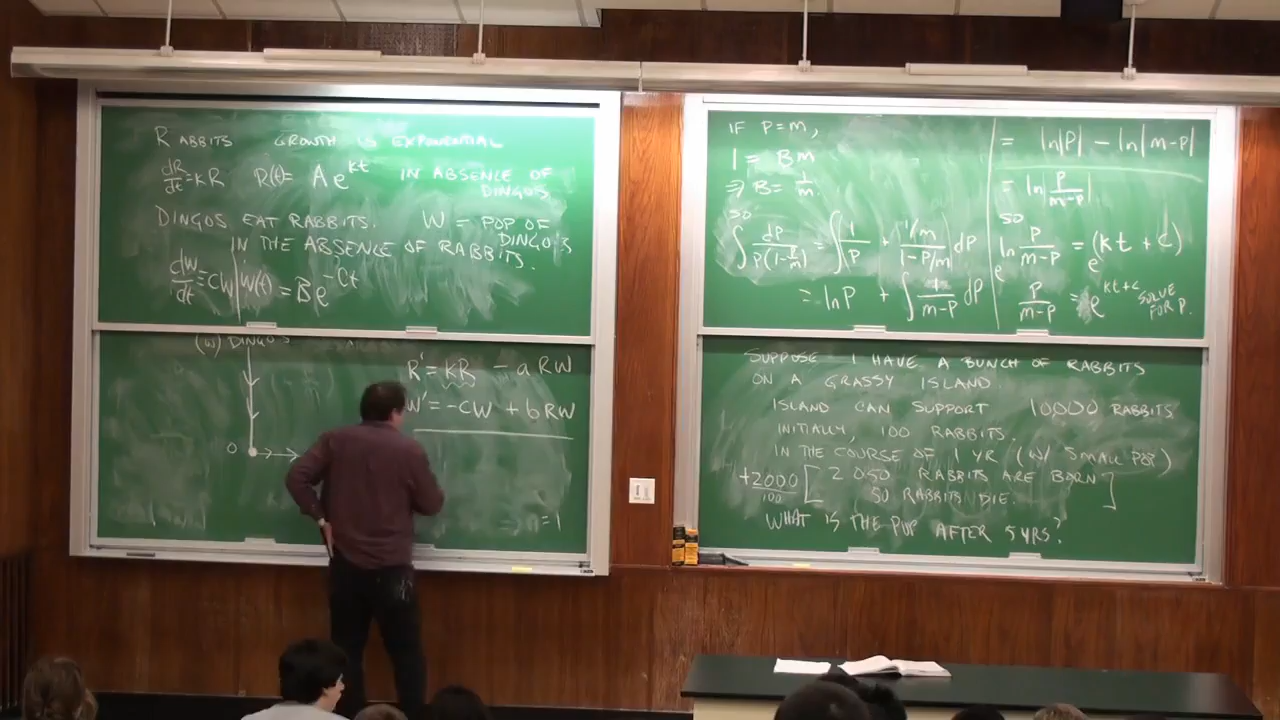 RABBITS GROWTH IS EXPONENTIAL
dR/dt = kR R(t) = Ae^{kt} IN ABSENCE OF DINGOS
DINGOS EAT RABBITS. W = POP OF DINGOS
IN THE ABSENCE OF RABBITS.
dW/dt = CW | W(t) = Be^{-Ct}
(W) DINGOS
0
R' = kR - aRW
W' = -CW + bRW
n = 1
IF P=M,
1 = Bm
⇒ B = 1/m.
SO
∫ dP/(P(1-P/m)) = ∫ 1/P + (1/m)/(1-P/m) dP
= ln P + ∫ 1/(m-P) dP
= ln|P| - ln|m-P|
= ln|P/(m-P)|
SO
e^{ln P/(m-P)} = e^{(kt + C)}
P/(m-P) = e^{kt+c} SOLVE FOR P.
SUPPOSE I HAVE A BUNCH OF RABBITS
ON A GRASSY ISLAND.
ISLAND CAN SUPPORT 10000 RABBITS
INITIALLY, 100 RABBITS.
IN THE COURSE OF 1 YR (W/ SMALL POP)
+2000/100 [ 2050 RABBITS ARE BORN
50 RABBITS DIE. ]
WHAT IS THE POP AFTER 5 YRS?